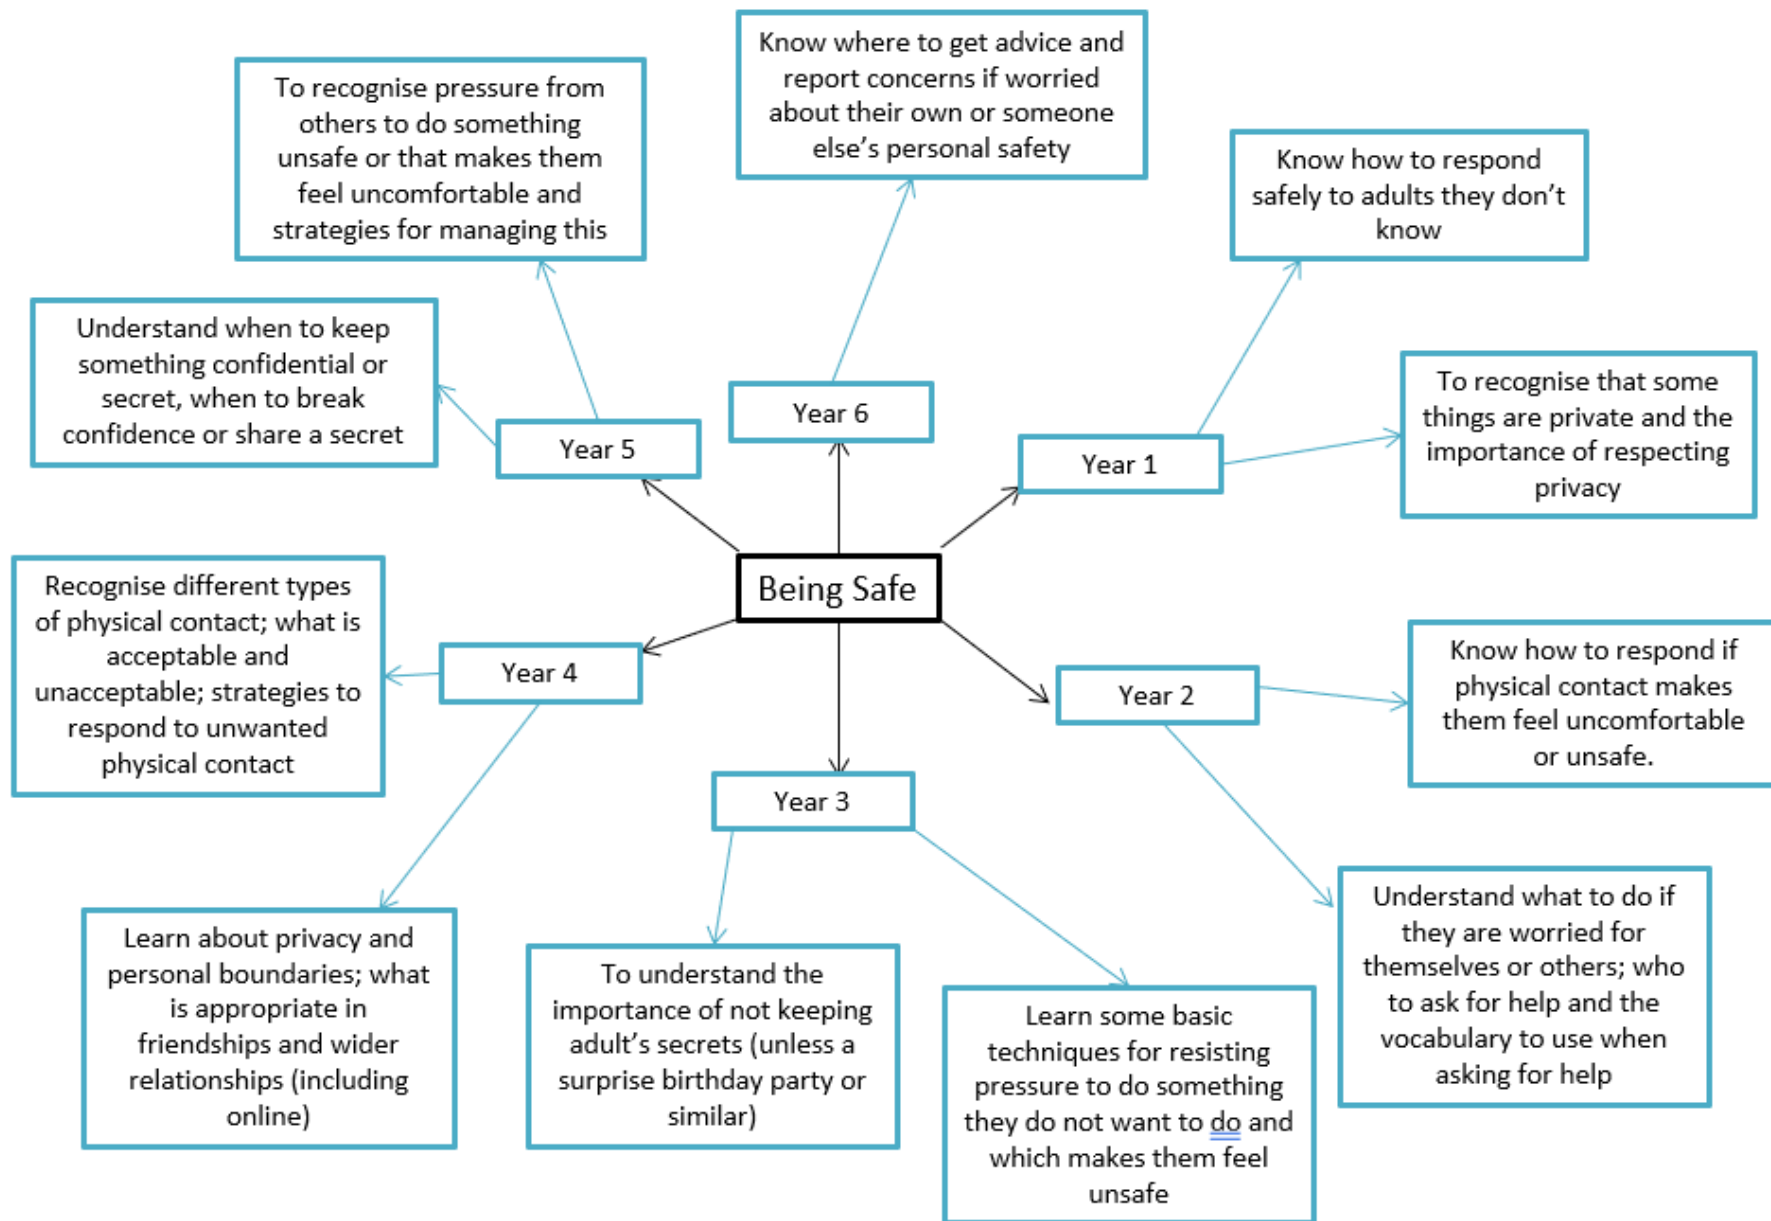 Being Safe
Year 1
Know how to respond
safely to adults they don't
know
To recognise that some
things are private and the
importance of respecting
privacy
Year 2
Know how to respond if
physical contact makes
them feel uncomfortable
or unsafe.
Understand what to do if
they are worried for
themselves or others; who
to ask for help and the
vocabulary to use when
asking for help
Year 3
Learn some basic
techniques for resisting
pressure to do something
they do not want to do and
which makes them feel
unsafe
To understand the
importance of not keeping
adult's secrets (unless a
surprise birthday party or
similar)
Year 4
Learn about privacy and
personal boundaries; what
is appropriate in
friendships and wider
relationships (including
online)
Recognise different types
of physical contact; what is
acceptable and
unacceptable; strategies to
respond to unwanted
physical contact
Year 5
Understand when to keep
something confidential or
secret, when to break
confidence or share a secret
To recognise pressure from
others to do something
unsafe or that makes them
feel uncomfortable and
strategies for managing this
Year 6
Know where to get advice and
report concerns if worried
about their own or someone
else's personal safety